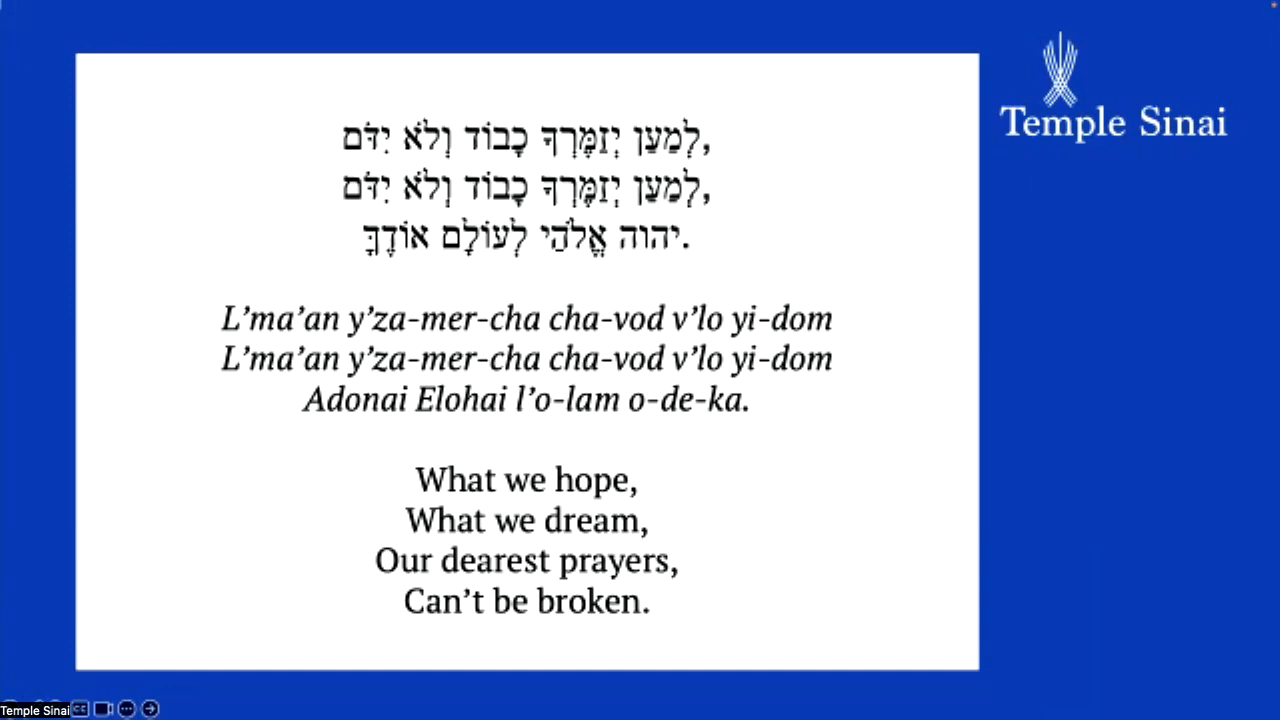 לְמַעַן יְזַמֶּרְךָ כָבוֹד וְלֹא יִדֹּם,
לְמַעַן יְזַמֶּרְךָ כָבוֹד וְלֹא יִדֹּם,
יהוה אֱלֹהַי לְעוֹלָם אוֹדֶךָּ.
L’ma’an y’za-mer-cha cha-vod v’lo yi-dom
L’ma’an y’za-mer-cha cha-vod v’lo yi-dom
Adonai Elohai l’o-lam o-de-ka.
What we hope,
What we dream,
Our dearest prayers,
Can’t be broken.
Temple Sinai
Temple Sinai
CC